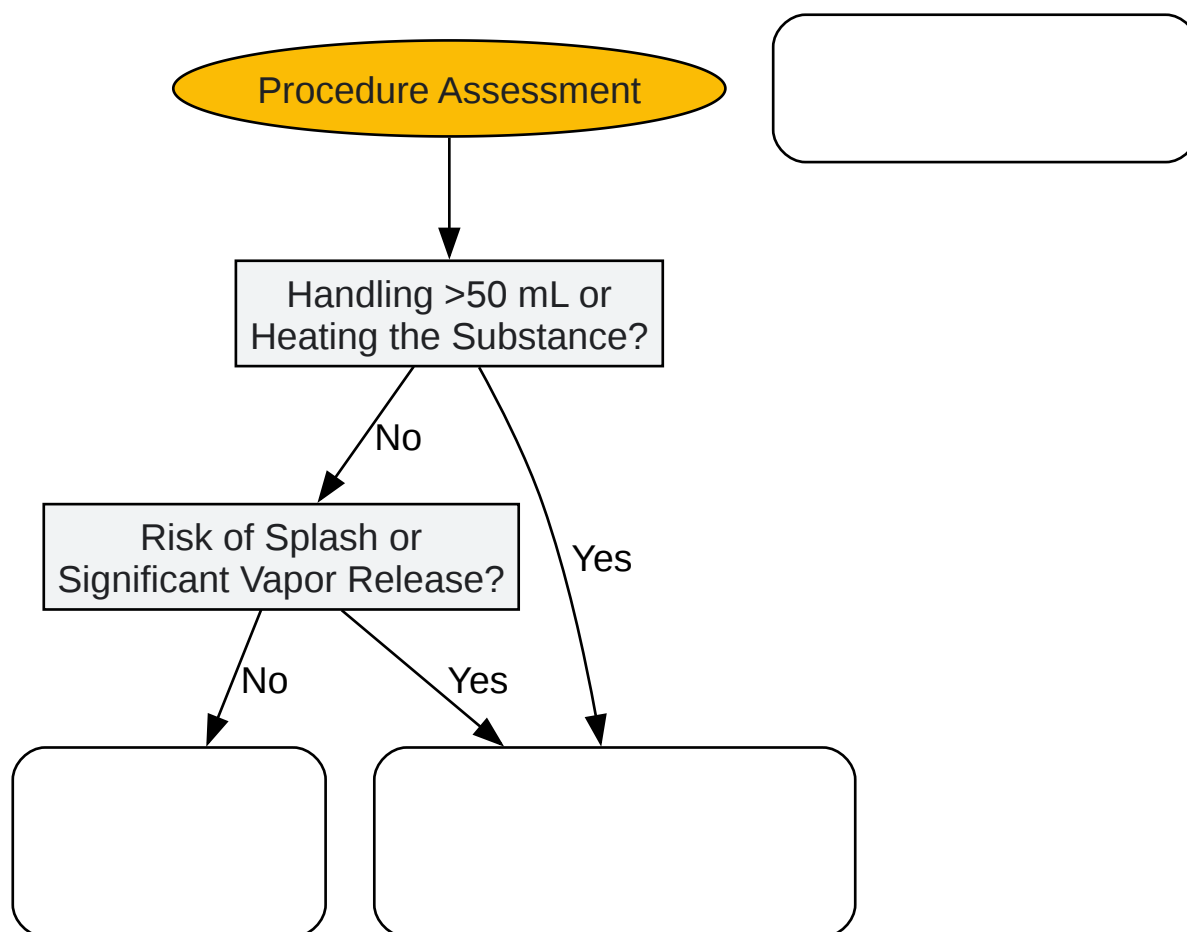 Procedure Assessment
Handling >50 mL or
Heating the Substance?
No
Yes
Risk of Splash or
Significant Vapor Release?
No
Yes